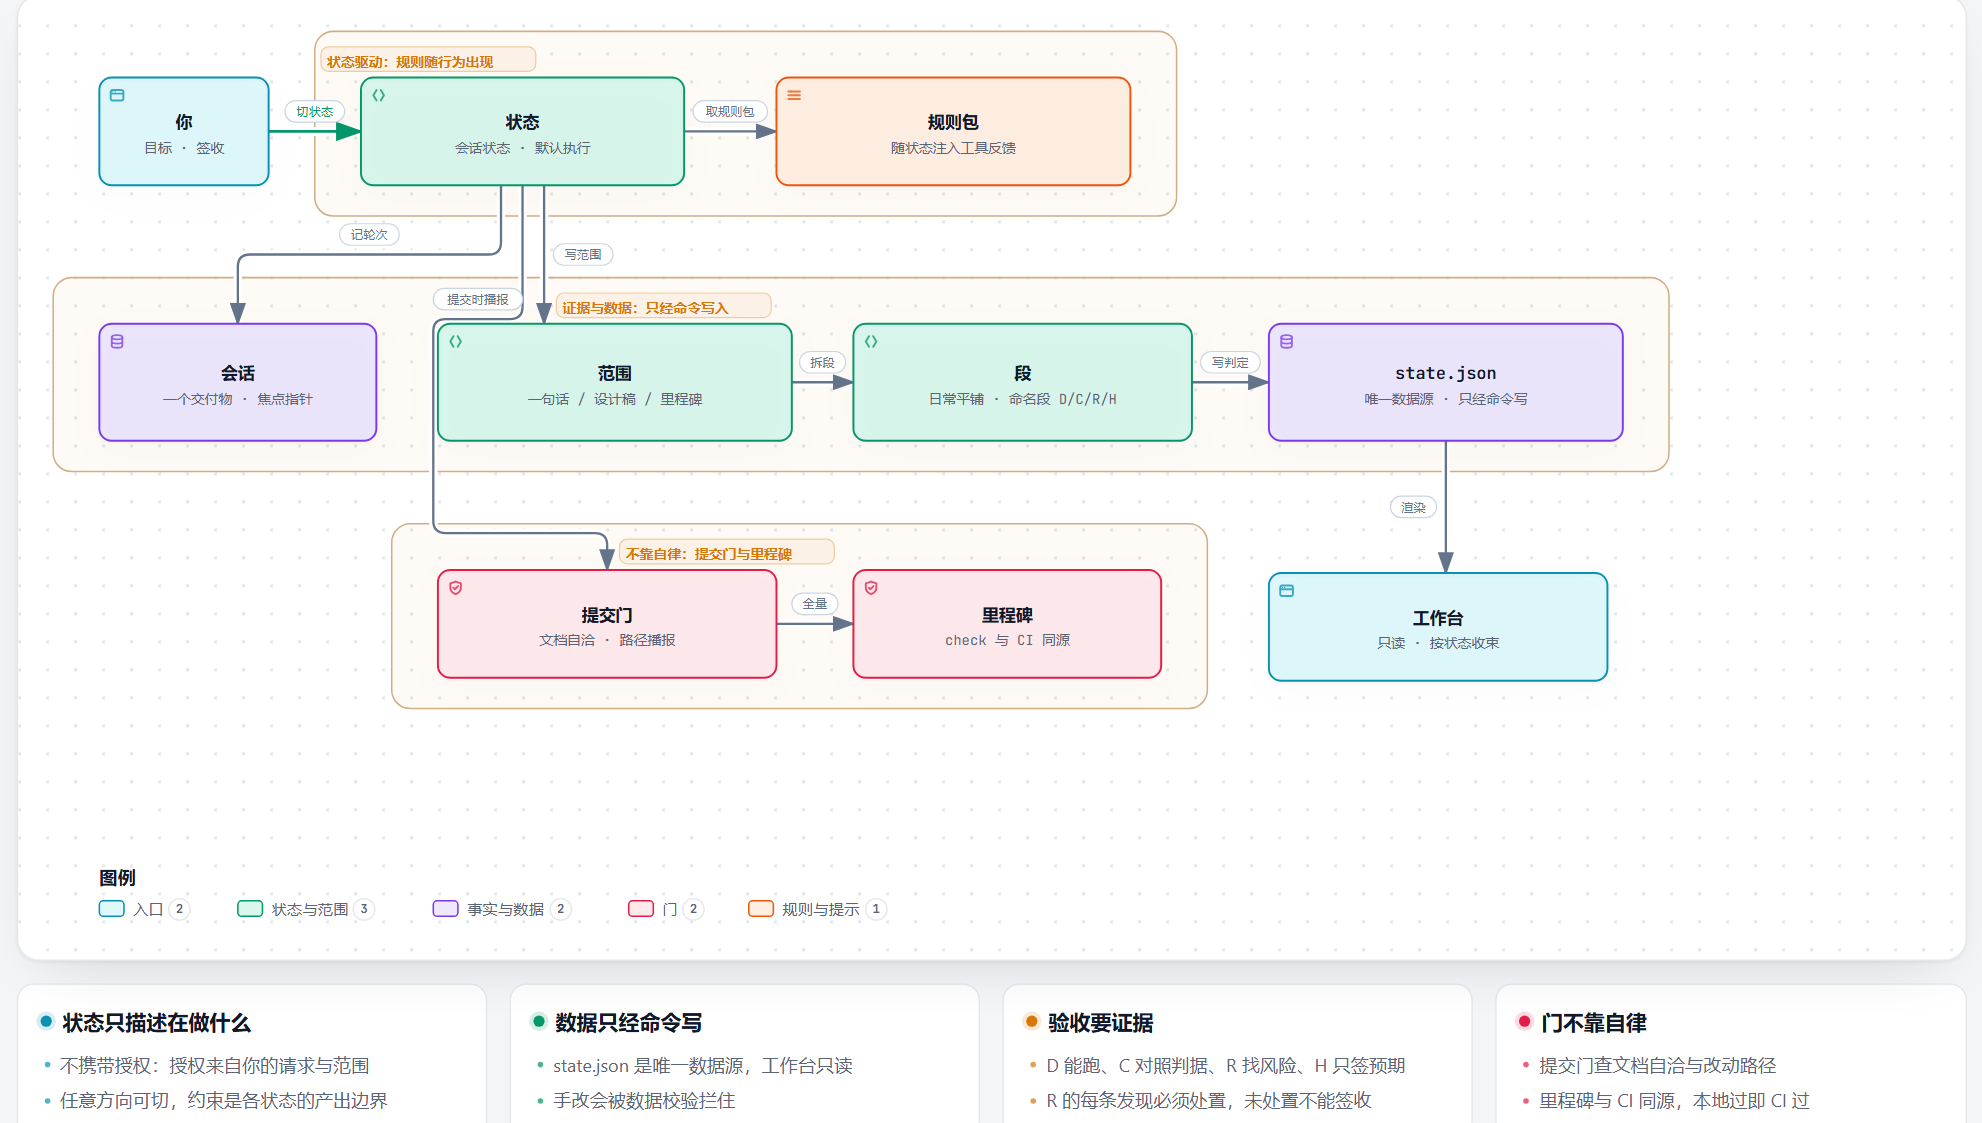 状态驱动：规则随行为出现
你
目标 · 签收
切状态
状态
会话状态 · 默认执行
取规则包
规则包
随状态注入工具反馈
记轮次
写范围
提交时播报
证据与数据：只经命令写入
会话
一个交付物 · 焦点指针
范围
一句话 / 设计稿 / 里程碑
拆段
段
日常平铺 · 命名段 D/C/R/H
写判定
state.json
唯一数据源 · 只经命令写
渲染
不靠自律：提交门与里程碑
提交门
文档自洽 · 路径播报
全量
里程碑
check 与 CI 同源
工作台
只读 · 按状态收束
图例
入口 2
状态与范围 3
事实与数据 2
门 2
规则与提示 1
状态只描述在做什么
不携带授权：授权来自你的请求与范围
任意方向可切，约束是各状态的产出边界
数据只经命令写
state.json 是唯一数据源，工作台只读
手改会被数据校验拦住
验收要证据
D 能跑、C 对照判据、R 找风险、H 只签预期
R 的每条发现必须处置，未处置不能签收
门不靠自律
提交门查文档自洽与改动路径
里程碑与 CI 同源，本地过即 CI 过